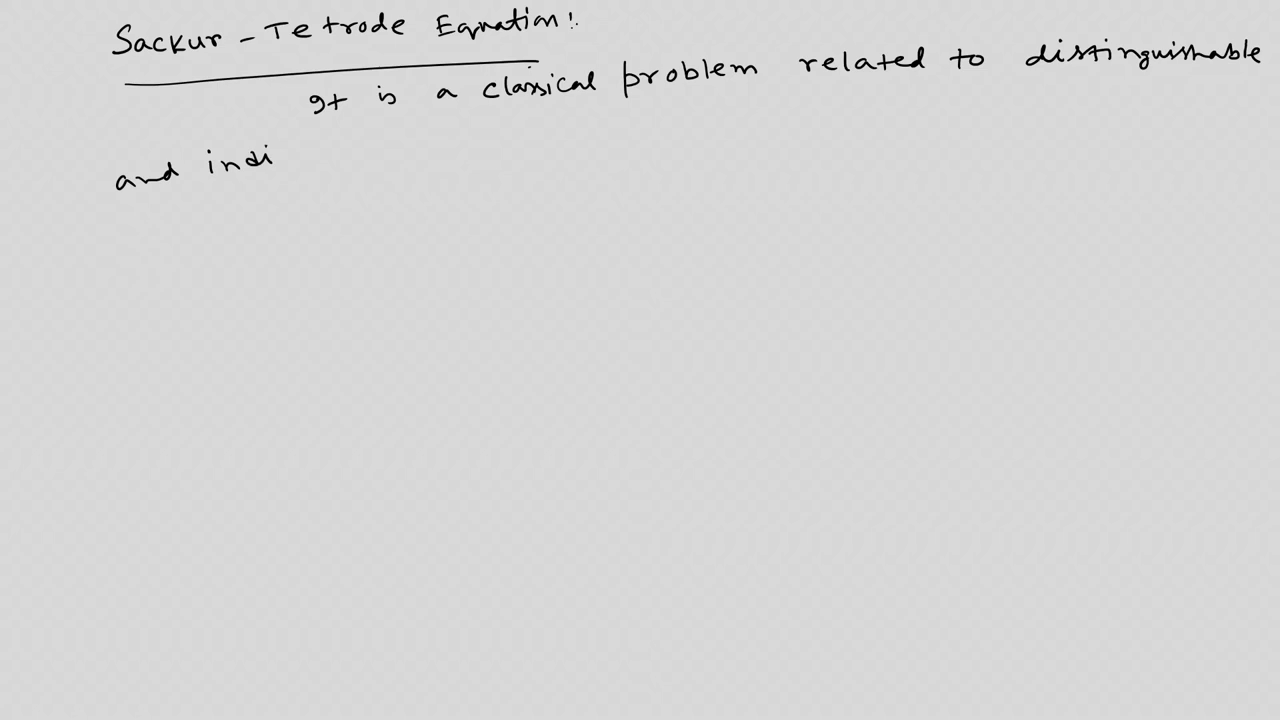 Sackur-Tetrode Equation:
It is a classical problem related to distinguishable
and indi